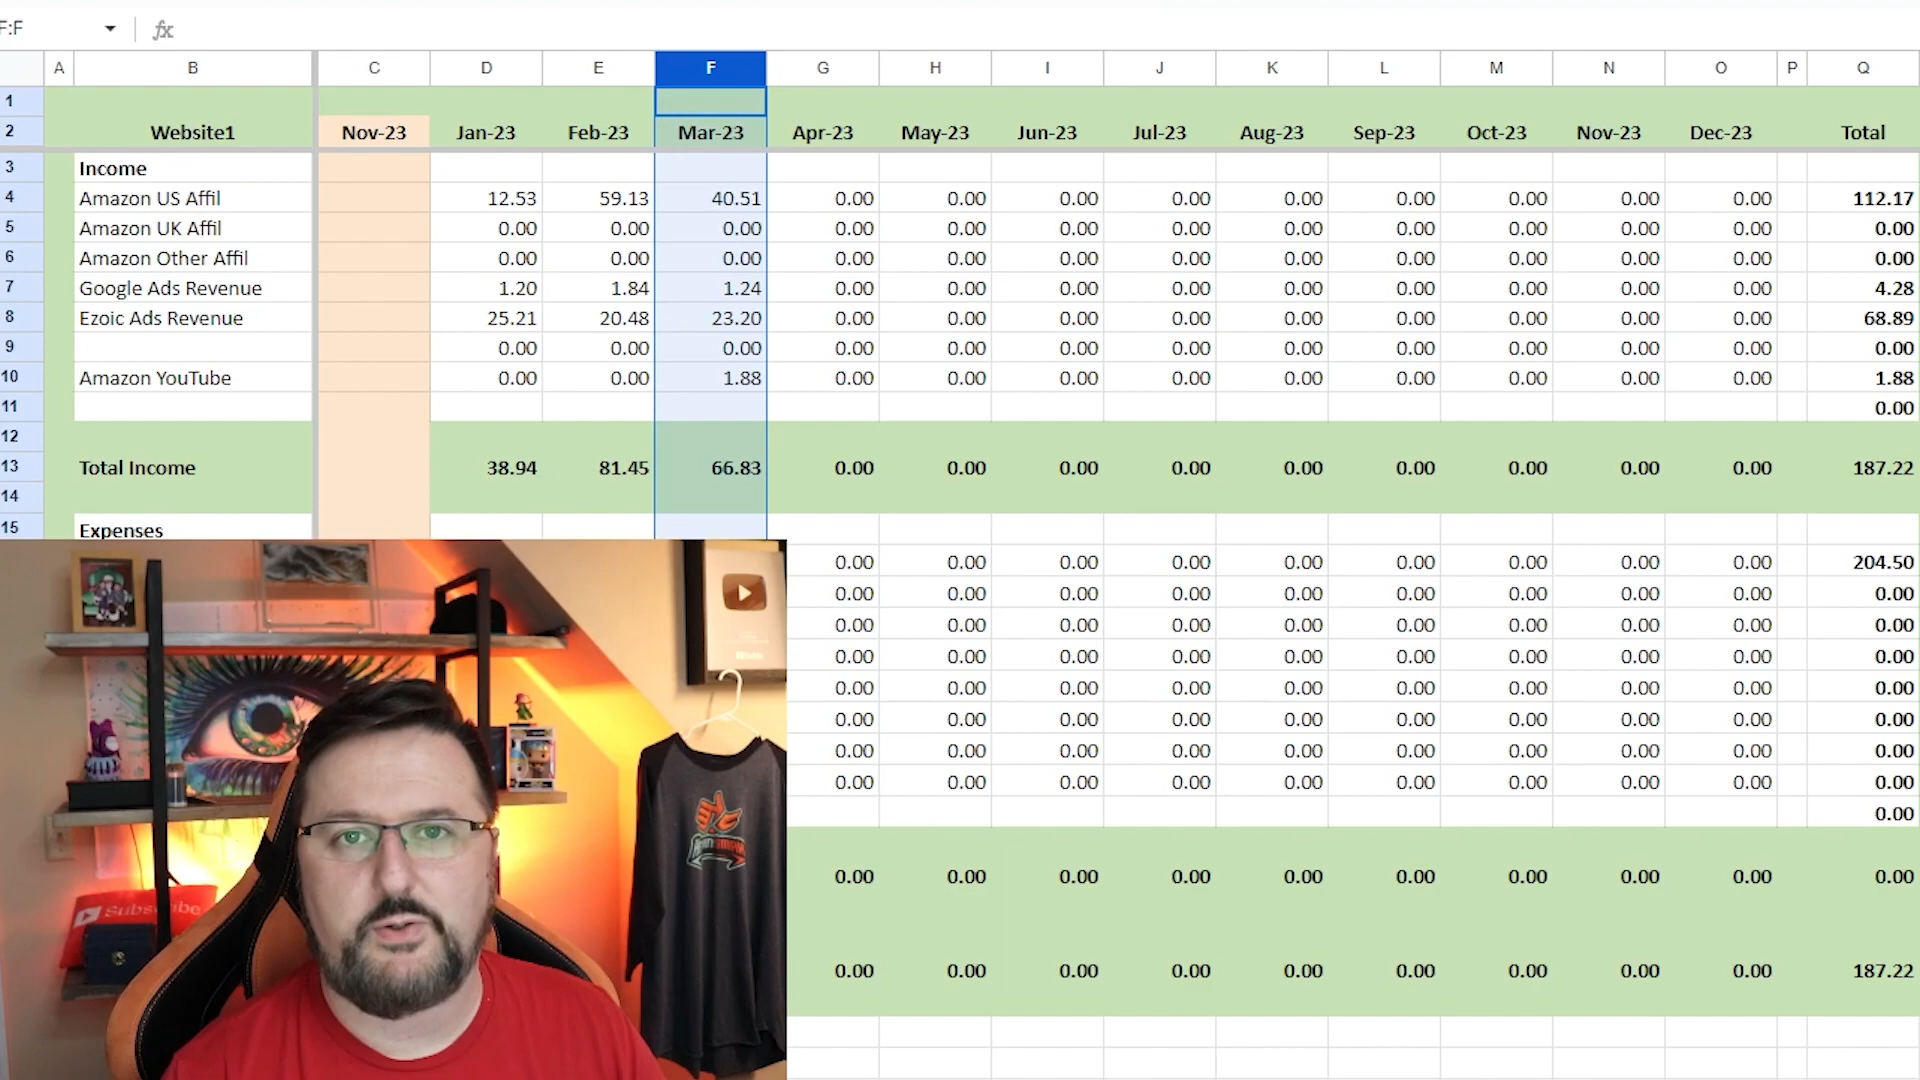 F:F fx
A B C D E F G H I J K L M N O P Q
1
2 Website1 Nov-23 Jan-23 Feb-23 Mar-23 Apr-23 May-23 Jun-23 Jul-23 Aug-23 Sep-23 Oct-23 Nov-23 Dec-23 Total
3 Income
4 Amazon US Affil 12.53 59.13 40.51 0.00 0.00 0.00 0.00 0.00 0.00 0.00 0.00 0.00 112.17
5 Amazon UK Affil 0.00 0.00 0.00 0.00 0.00 0.00 0.00 0.00 0.00 0.00 0.00 0.00 0.00
6 Amazon Other Affil 0.00 0.00 0.00 0.00 0.00 0.00 0.00 0.00 0.00 0.00 0.00 0.00 0.00
7 Google Ads Revenue 1.20 1.84 1.24 0.00 0.00 0.00 0.00 0.00 0.00 0.00 0.00 0.00 4.28
8 Ezoic Ads Revenue 25.21 20.48 23.20 0.00 0.00 0.00 0.00 0.00 0.00 0.00 0.00 0.00 68.89
9 0.00 0.00 0.00 0.00 0.00 0.00 0.00 0.00 0.00 0.00 0.00 0.00 0.00
10 Amazon YouTube 0.00 0.00 1.88 0.00 0.00 0.00 0.00 0.00 0.00 0.00 0.00 0.00 1.88
11 0.00
12
13 Total Income 38.94 81.45 66.83 0.00 0.00 0.00 0.00 0.00 0.00 0.00 0.00 0.00 187.22
14
15 Expenses
0.00 0.00 0.00 0.00 0.00 0.00 0.00 0.00 0.00 204.50
0.00 0.00 0.00 0.00 0.00 0.00 0.00 0.00 0.00 0.00
0.00 0.00 0.00 0.00 0.00 0.00 0.00 0.00 0.00 0.00
0.00 0.00 0.00 0.00 0.00 0.00 0.00 0.00 0.00 0.00
0.00 0.00 0.00 0.00 0.00 0.00 0.00 0.00 0.00 0.00
0.00 0.00 0.00 0.00 0.00 0.00 0.00 0.00 0.00 0.00
0.00 0.00 0.00 0.00 0.00 0.00 0.00 0.00 0.00 0.00
0.00 0.00 0.00 0.00 0.00 0.00 0.00 0.00 0.00 0.00
0.00
0.00 0.00 0.00 0.00 0.00 0.00 0.00 0.00 0.00 0.00
0.00 0.00 0.00 0.00 0.00 0.00 0.00 0.00 0.00 187.22
Subscribe